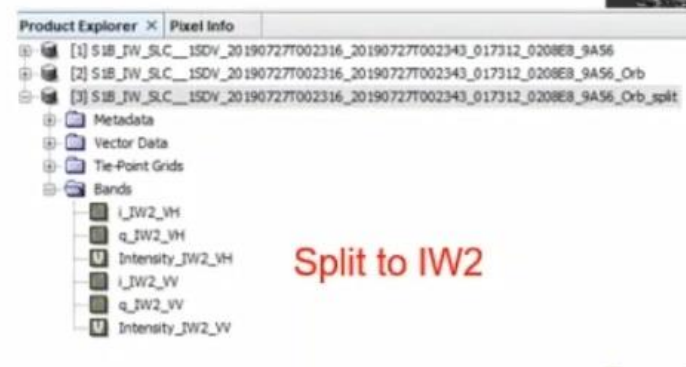 Product Explorer × Pixel Info
[1] S1B_IW_SLC__1SDV_20190727T002316_20190727T002343_017312_0208E8_9A56
[2] S1B_IW_SLC__1SDV_20190727T002316_20190727T002343_017312_0208E8_9A56_Orb
[3] S1B_IW_SLC__1SDV_20190727T002316_20190727T002343_017312_0208E8_9A56_Orb_split
Metadata
Vector Data
Tie-Point Grids
Bands
i_IW2_VH
q_IW2_VH
Intensity_IW2_VH
i_IW2_VV
q_IW2_VV
Intensity_IW2_VV
Split to IW2